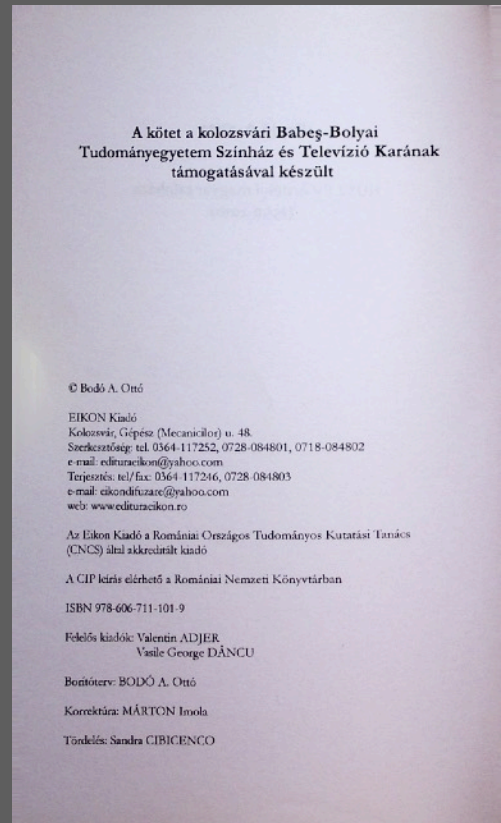 A kötet a kolozsvári Babeş-Bolyai
Tudományegyetem Színház és Televízió Karának
támogatásával készült
© Bodó A. Ottó
EIKON Kiadó
Kolozsvár, Gépész (Mecanicilor) u. 48.
Szerkesztőség: tel. 0364-117252, 0728-084801, 0718-084802
e-mail: edituraeikon@yahoo.com
Terjesztés: tel/fax: 0364-117246, 0728-084803
e-mail: eikondifuzare@yahoo.com
web: www.edituraeikon.ro
Az Eikon Kiadó a Romániai Országos Tudományos Kutatási Tanács
(CNCS) által akkreditált kiadó
A CIP leírás elérhető a Romániai Nemzeti Könyvtárban
ISBN 978-606-711-101-9
Felelős kiadók: Valentin ADJER
Vasile George DÂNCU
Borítóterv: BODÓ A. Ottó
Korrektúra: MÁRTON Imola
Tördelés: Sandra CIBICENCO